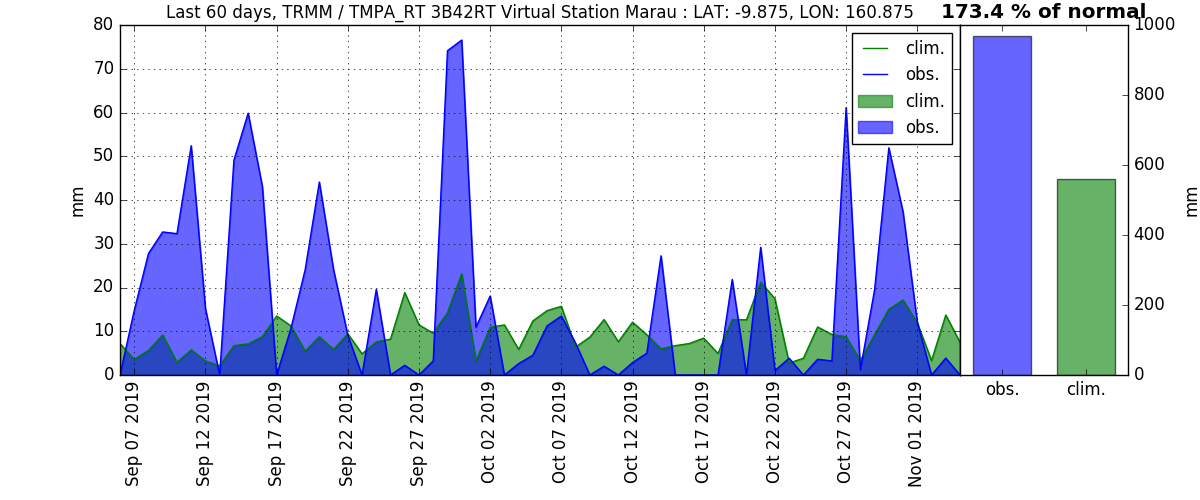 Last 60 days, TRMM / TMPA_RT 3B42RT Virtual Station Marau : LAT: -9.875, LON: 160.875
173.4 % of normal
80
70
60
50
40
30
20
10
0
mm
clim.
obs.
clim.
obs.
1000
800
600
400
200
0
mm
obs.
clim.
Sep 07 2019
Sep 12 2019
Sep 17 2019
Sep 22 2019
Sep 27 2019
Oct 02 2019
Oct 07 2019
Oct 12 2019
Oct 17 2019
Oct 22 2019
Oct 27 2019
Nov 01 2019